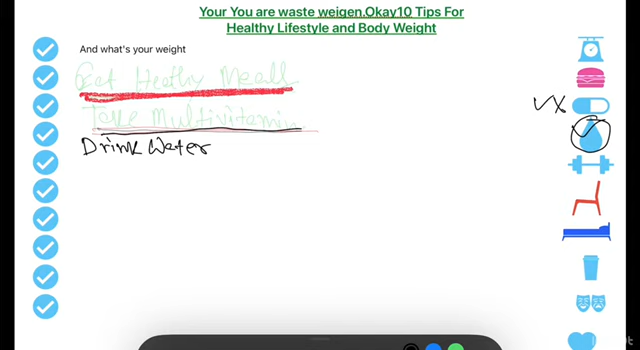 Your You are waste weigen.Okay10 Tips For
Healthy Lifestyle and Body Weight
And what's your weight
Eat Heathy Meall
Take Multivitamin
Drink Water